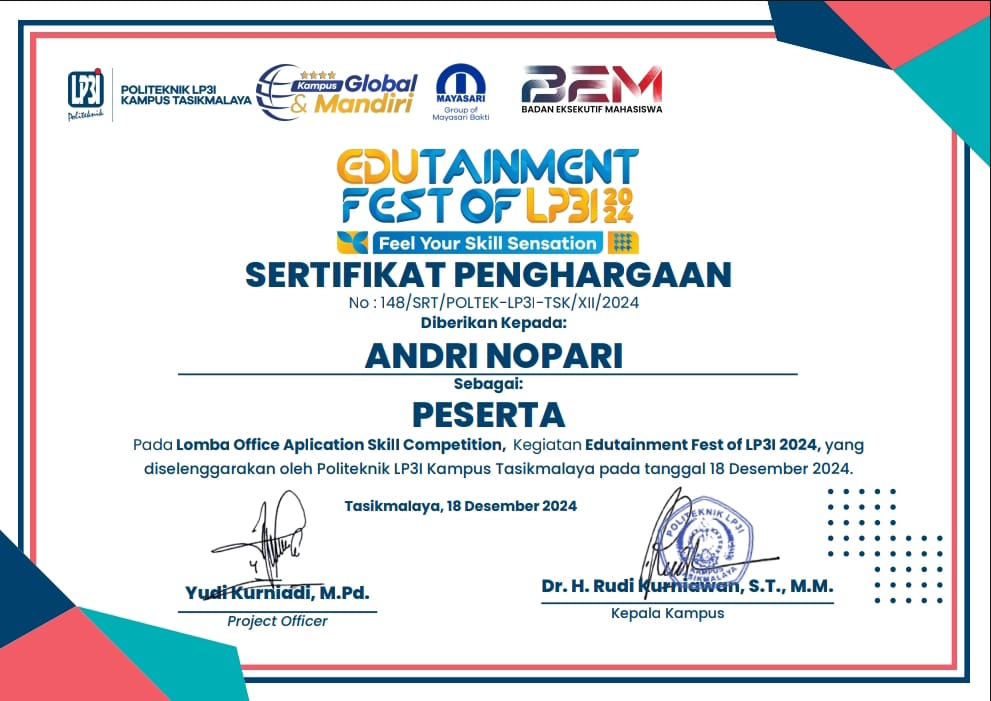 LP3I
Politeknik
POLITEKNIK LP3I
KAMPUS TASIKMALAYA
Kampus Global
& Mandiri
MAYASARI
Group of
Mayasari Bakti
BEM
BADAN EKSEKUTIF MAHASISWA
EDUTAINMENT
FEST OF LP3I 2024
Feel Your Skill Sensation
SERTIFIKAT PENGHARGAAN
No : 148/SRT/POLTEK-LP3I-TSK/XII/2024
Diberikan Kepada:
ANDRI NOPARI
Sebagai:
PESERTA
Pada Lomba Office Aplication Skill Competition, Kegiatan Edutainment Fest of LP3I 2024, yang
diselenggarakan oleh Politeknik LP3I Kampus Tasikmalaya pada tanggal 18 Desember 2024.
Tasikmalaya, 18 Desember 2024
POLITEKNIK LP3I
KAMPUS
TASIKMALAYA
Yudi Kurniadi, M.Pd.
Project Officer
Dr. H. Rudi Kurniawan, S.T., M.M.
Kepala Kampus